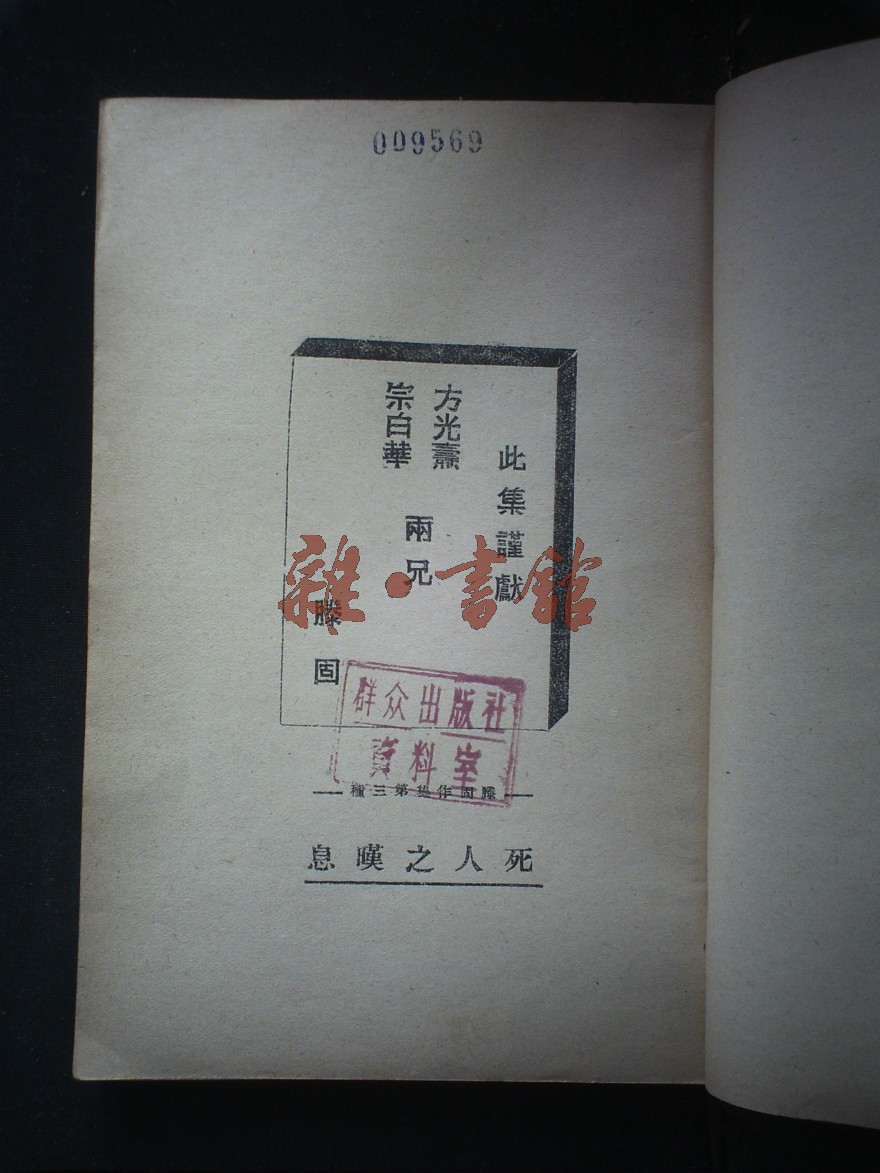 009569
此集謹獻
方光燾
宗白華
兩兄
滕固
雜·書館
群众出版社
資料室
滕固作集第三種
死人之嘆息